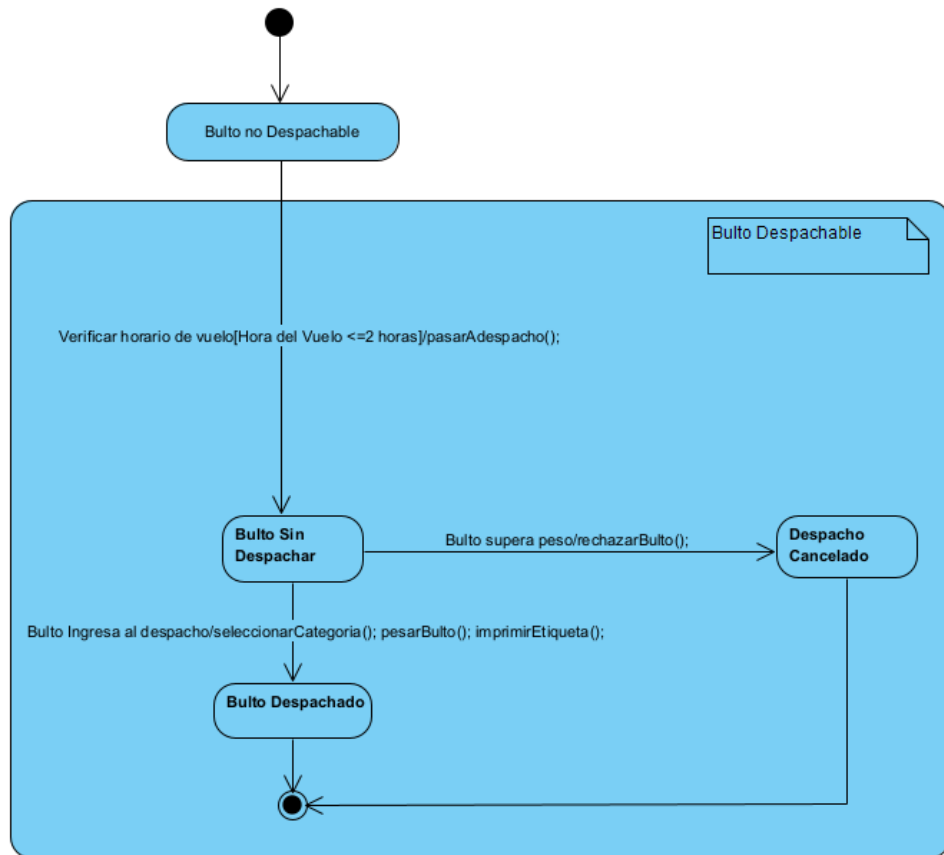 Bulto no Despachable
Bulto Despachable
Verificar horario de vuelo[Hora del Vuelo <=2 horas]/pasarAdespacho();
Bulto Sin
Despachar
Bulto supera peso/rechazarBulto();
Despacho
Cancelado
Bulto Ingresa al despacho/seleccionarCategoria(); pesarBulto(); imprimirEtiqueta();
Bulto Despachado